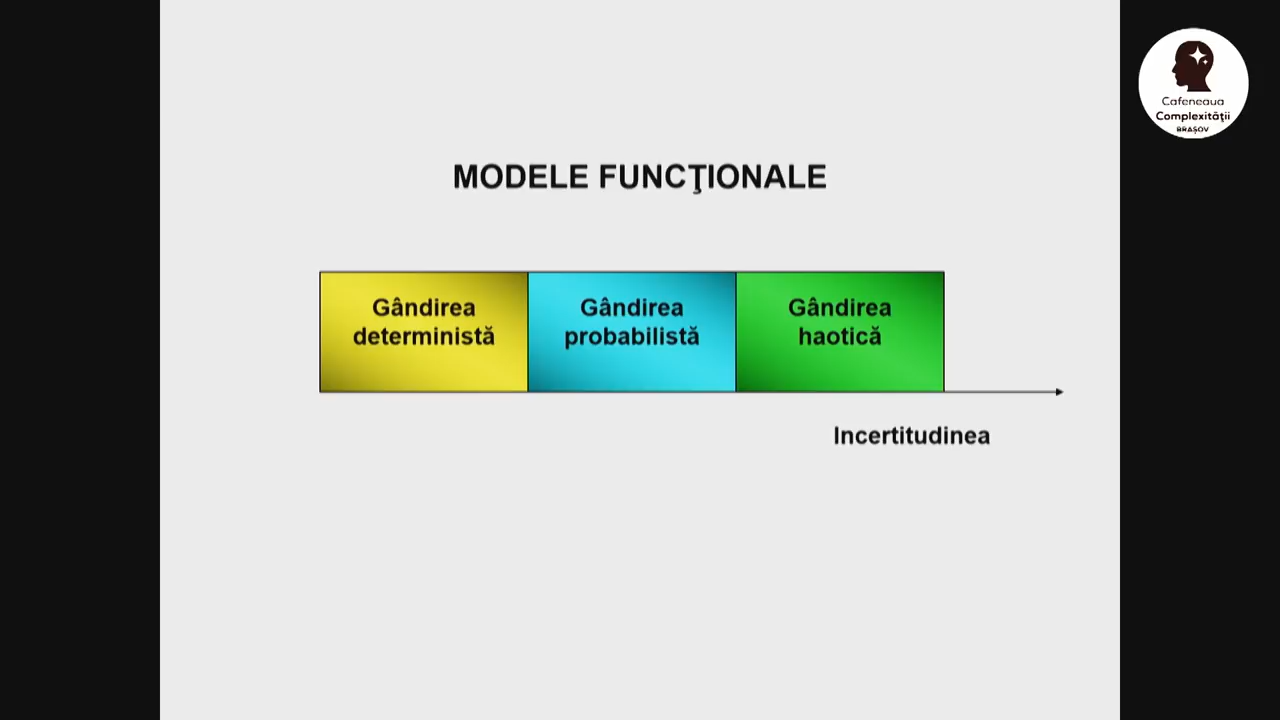 Cafeneaua
Complexităţii
BRAŞOV
MODELE FUNCŢIONALE
Gândirea
deterministă
Gândirea
probabilistă
Gândirea
haotică
Incertitudinea